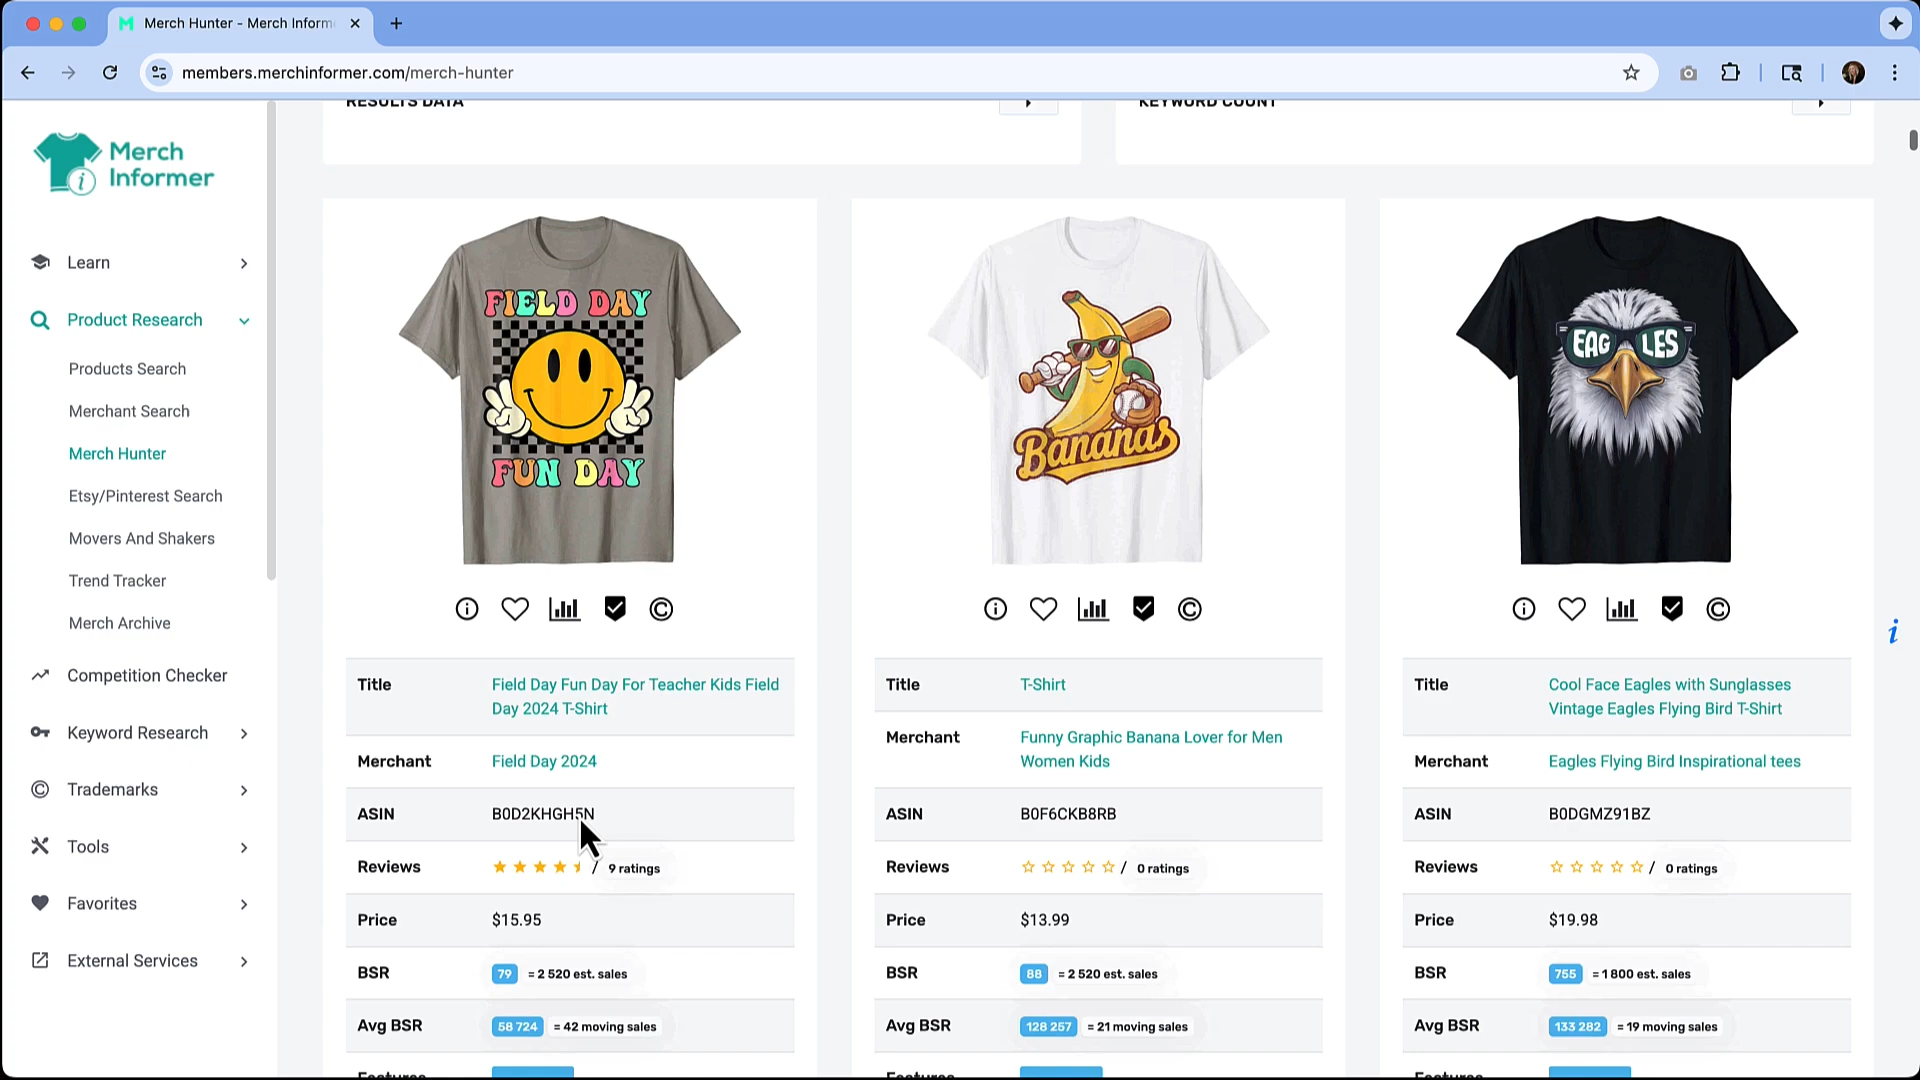 Merch Hunter - Merch Inform
members.merchinformer.com/merch-hunter
RESULTS DATA
KEYWORD COUNT
Merch
Informer
Learn
Product Research
Products Search
Merchant Search
Merch Hunter
Etsy/Pinterest Search
Movers And Shakers
Trend Tracker
Merch Archive
Competition Checker
Keyword Research
Trademarks
Tools
Favorites
External Services
FIELD DAY
FUN DAY
Title
Field Day Fun Day For Teacher Kids Field
Day 2024 T-Shirt
Merchant
Field Day 2024
ASIN
B0D2KHGH5N
Reviews
/ 9 ratings
Price
$15.95
BSR
79 = 2 520 est. sales
Avg BSR
58 724 = 42 moving sales
Features
Bananas
Title
T-Shirt
Merchant
Funny Graphic Banana Lover for Men
Women Kids
ASIN
B0F6CKB8RB
Reviews
/ 0 ratings
Price
$13.99
BSR
88 = 2 520 est. sales
Avg BSR
128 257 = 21 moving sales
Features
EAG LES
Title
Cool Face Eagles with Sunglasses
Vintage Eagles Flying Bird T-Shirt
Merchant
Eagles Flying Bird Inspirational tees
ASIN
B0DGMZ91BZ
Reviews
/ 0 ratings
Price
$19.98
BSR
755 = 1 800 est. sales
Avg BSR
133 282 = 19 moving sales
Features